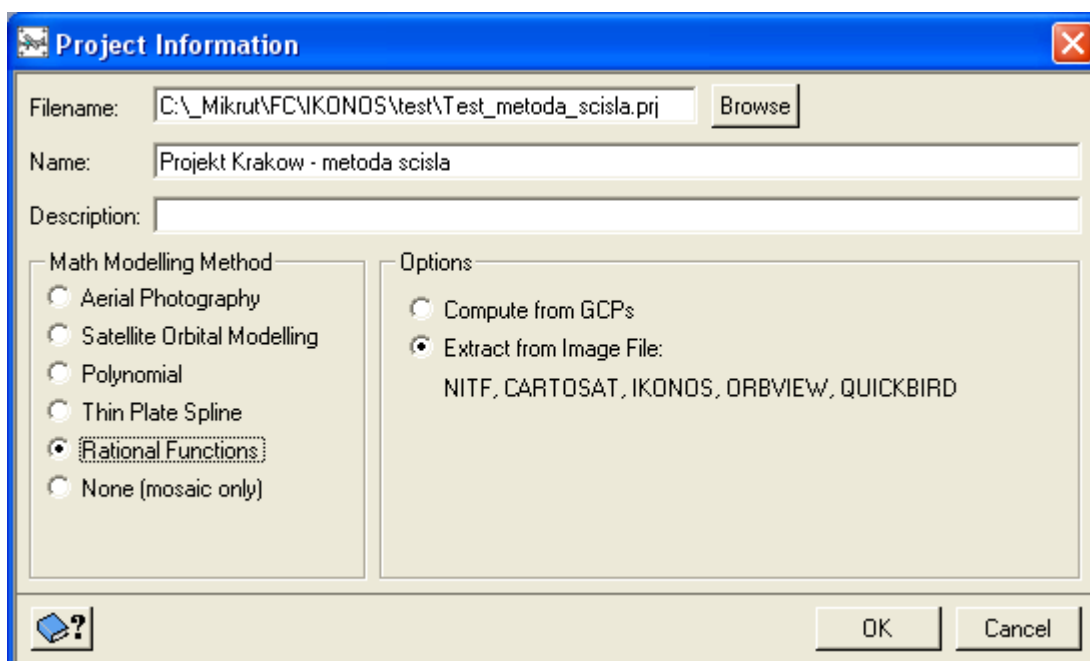 Project Information
Filename: C:\_Mikrut\FC\IKONOS\test\Test_metoda_scisla.prj Browse
Name: Projekt Krakow - metoda scisla
Description:
Math Modelling Method
Aerial Photography
Satellite Orbital Modelling
Polynomial
Thin Plate Spline
Rational Functions
None (mosaic only)
Options
Compute from GCPs
Extract from Image File:
NITF, CARTOSAT, IKONOS, ORBVIEW, QUICKBIRD
?
OK Cancel